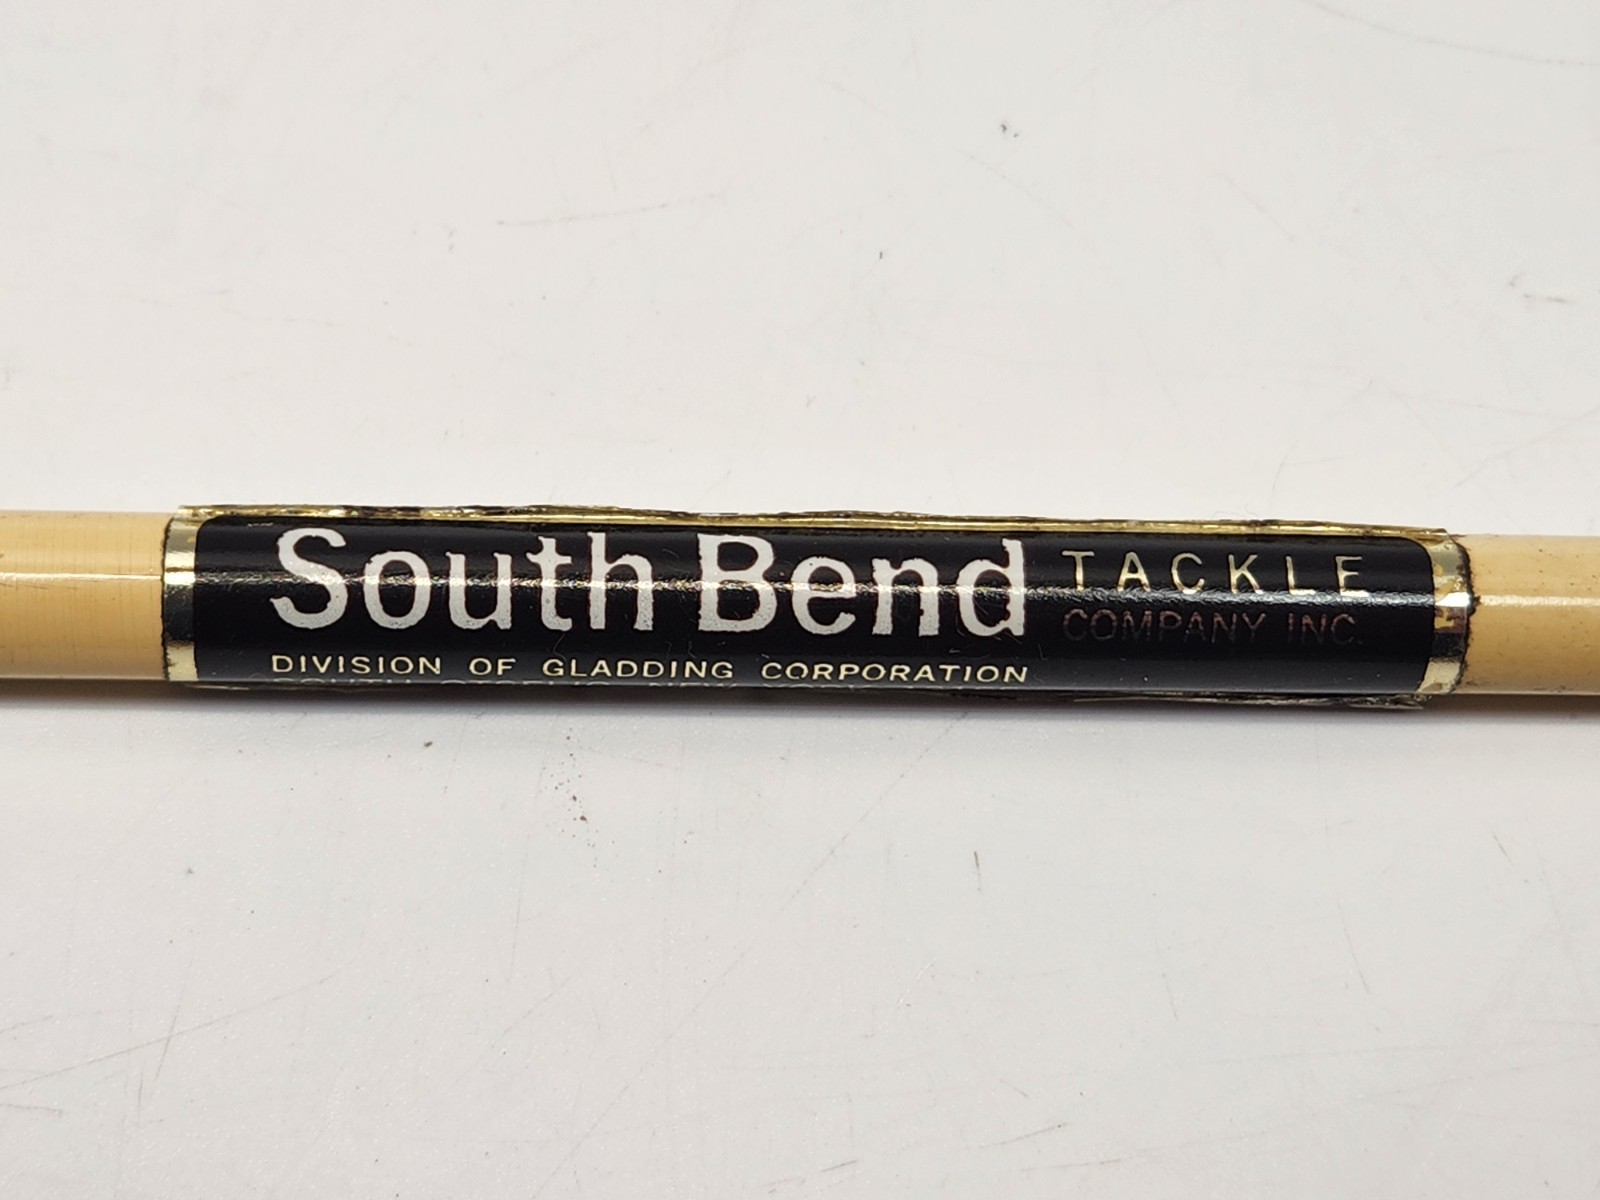 South Bend TACKLE
COMPANY INC.
DIVISION OF GLADDING CORPORATION